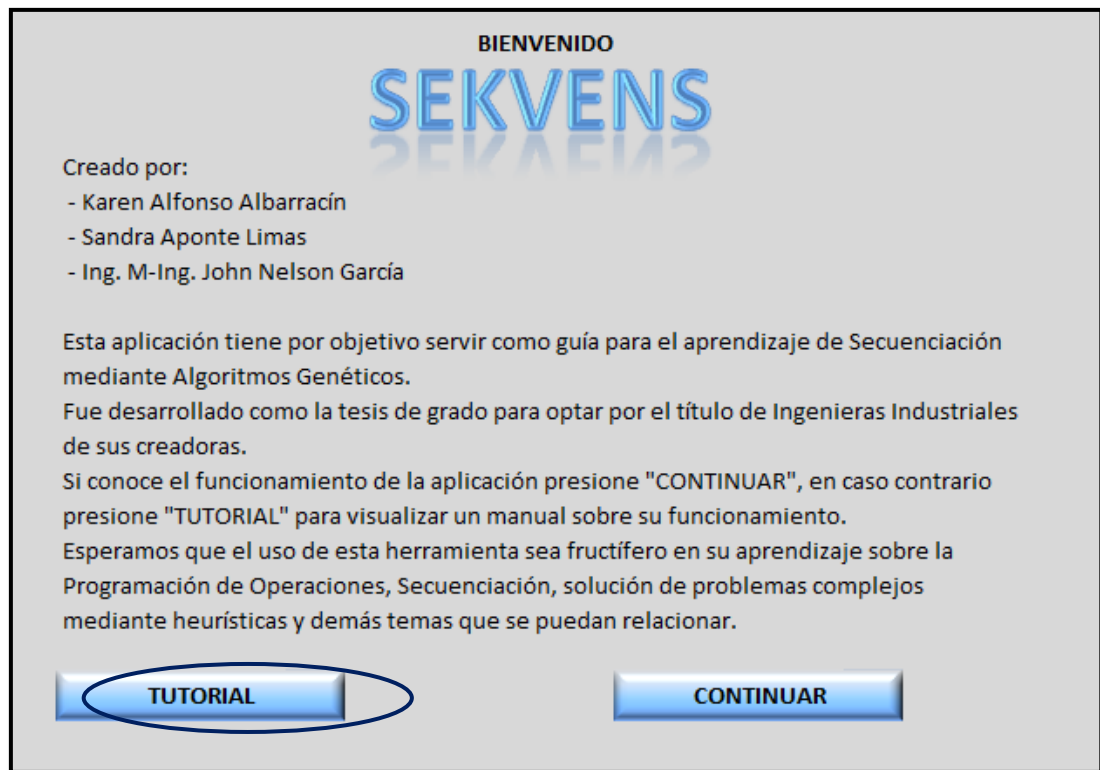 BIENVENIDO
SEKVENS
Creado por:
- Karen Alfonso Albarracín
- Sandra Aponte Limas
- Ing. M-Ing. John Nelson García
Esta aplicación tiene por objetivo servir como guía para el aprendizaje de Secuenciación
mediante Algoritmos Genéticos.
Fue desarrollado como la tesis de grado para optar por el título de Ingenieras Industriales
de sus creadoras.
Si conoce el funcionamiento de la aplicación presione "CONTINUAR", en caso contrario
presione "TUTORIAL" para visualizar un manual sobre su funcionamiento.
Esperamos que el uso de esta herramienta sea fructífero en su aprendizaje sobre la
Programación de Operaciones, Secuenciación, solución de problemas complejos
mediante heurísticas y demás temas que se puedan relacionar.
TUTORIAL
CONTINUAR